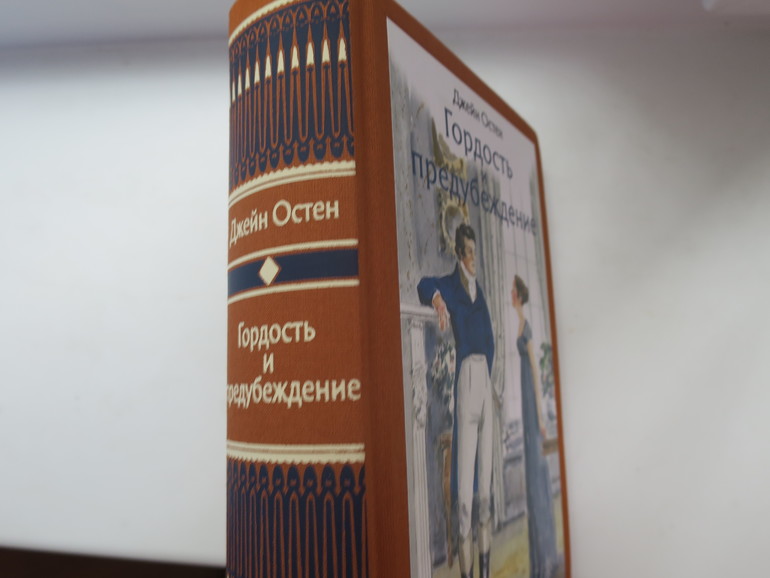 Джейн Остен
Гордость
и
предубеждение
Джейн Остен
Гордость
и
предубеждение